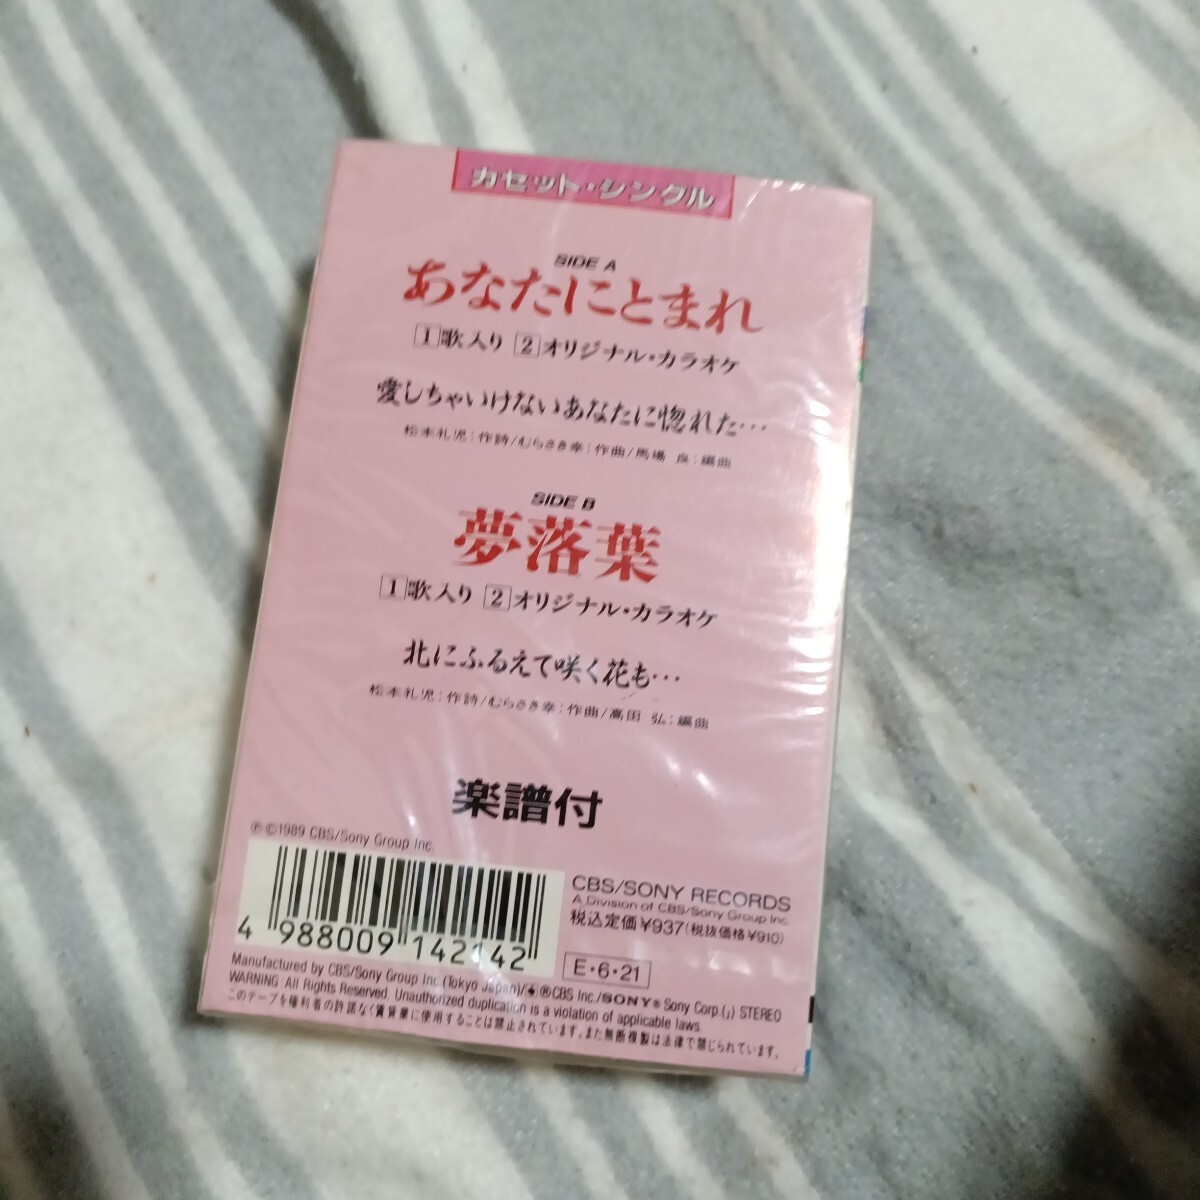 カセット・シングル
SIDE A
あなたにとまれ
1 歌入り 2 オリジナル・カラオケ
愛しちゃいけないあなたに惚れた…
松本礼児:作詩/むらさき幸:作曲/馬場 良:編曲
SIDE B
夢落葉
1 歌入り 2 オリジナル・カラオケ
北にふるえて咲く花も…
松本礼児:作詩/むらさき幸:作曲/高田 弘:編曲
楽譜付
Ⓟ©1989 CBS/Sony Group Inc.
4 988009 142142
CBS/SONY RECORDS
A Division of CBS/Sony Group Inc.
税込定価¥937(税抜価格¥910)
E・6・21
Manufactured by CBS/Sony Group Inc. (Tokyo Japan)/®CBS Inc./SONY® Sony Corp.(J) STEREO
WARNING: All Rights Reserved. Unauthorized duplication is a violation of applicable laws.
このテープを権利者の許諾なく賃貸業に使用することは禁止されています。また無断複製は法律で禁じられています。